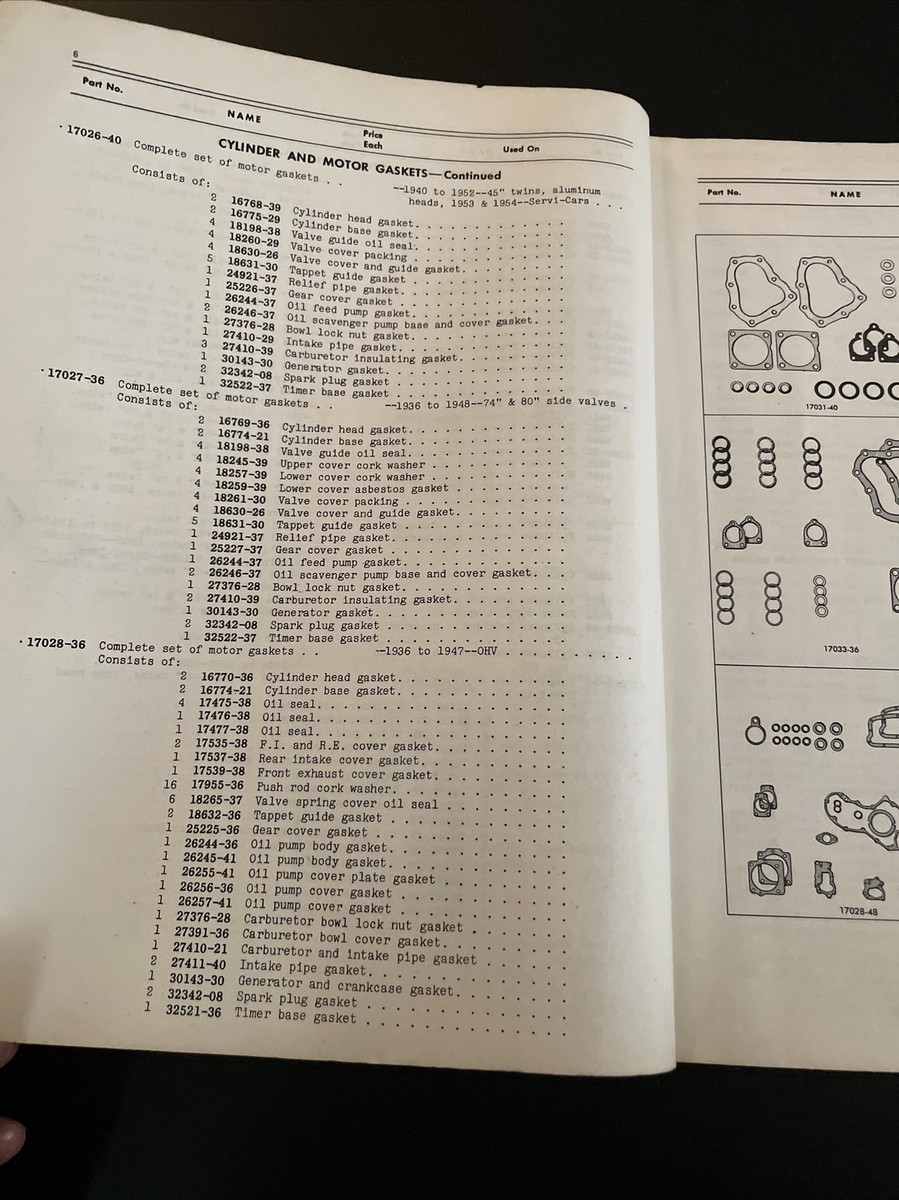 6
Part No. NAME Price Each Used On
CYLINDER AND MOTOR GASKETS—Continued
·17026-40 Complete set of motor gaskets . . --1940 to 1952--45" twins, aluminum
heads, 1953 & 1954--Servi-Cars . . .
Consists of:
2 16768-39 Cylinder head gasket
2 16775-29 Cylinder base gasket
4 18198-38 Valve guide oil seal
4 18260-29 Valve cover packing
4 18630-26 Valve cover and guide gasket
5 18631-30 Tappet guide gasket
1 24921-37 Relief pipe gasket
1 25226-37 Gear cover gasket
1 26244-37 Oil feed pump gasket
2 26246-37 Oil scavenger pump base and cover gasket
1 27376-28 Bowl lock nut gasket
1 27410-29 Intake pipe gasket
3 27410-39 Carburetor insulating gasket
1 30143-30 Generator gasket
2 32342-08 Spark plug gasket
1 32522-37 Timer base gasket
·17027-36 Complete set of motor gaskets . . --1936 to 1948--74" & 80" side valves .
Consists of:
2 16769-36 Cylinder head gasket
2 16774-21 Cylinder base gasket
4 18198-38 Valve guide oil seal
4 18245-39 Upper cover cork washer
4 18257-39 Lower cover cork washer
4 18259-39 Lower cover asbestos gasket
4 18261-30 Valve cover packing
4 18630-26 Valve cover and guide gasket
5 18631-30 Tappet guide gasket
1 24921-37 Relief pipe gasket
1 25227-37 Gear cover gasket
1 26244-37 Oil feed pump gasket
2 26246-37 Oil scavenger pump base and cover gasket
1 27376-28 Bowl lock nut gasket
2 27410-39 Carburetor insulating gasket
1 30143-30 Generator gasket
2 32342-08 Spark plug gasket
1 32522-37 Timer base gasket
·17028-36 Complete set of motor gaskets . . --1936 to 1947--OHV
Consists of:
2 16770-36 Cylinder head gasket
2 16774-21 Cylinder base gasket
4 17475-38 Oil seal
1 17476-38 Oil seal
1 17477-38 Oil seal
2 17535-38 F.I. and R.E. cover gasket
1 17537-38 Rear intake cover gasket
1 17539-38 Front exhaust cover gasket
16 17955-36 Push rod cork washer
6 18265-37 Valve spring cover oil seal
2 18632-36 Tappet guide gasket
1 25225-36 Gear cover gasket
1 26244-36 Oil pump body gasket
1 26245-41 Oil pump body gasket
1 26255-41 Oil pump cover plate gasket
1 26256-36 Oil pump cover gasket
1 26257-41 Oil pump cover gasket
1 27376-28 Carburetor bowl lock nut gasket
1 27391-36 Carburetor bowl cover gasket
1 27410-21 Carburetor and intake pipe gasket
2 27411-40 Intake pipe gasket
1 30143-30 Generator and crankcase gasket
2 32342-08 Spark plug gasket
1 32521-36 Timer base gasket
Part No. NAME
17031-40
17033-36
17028-48